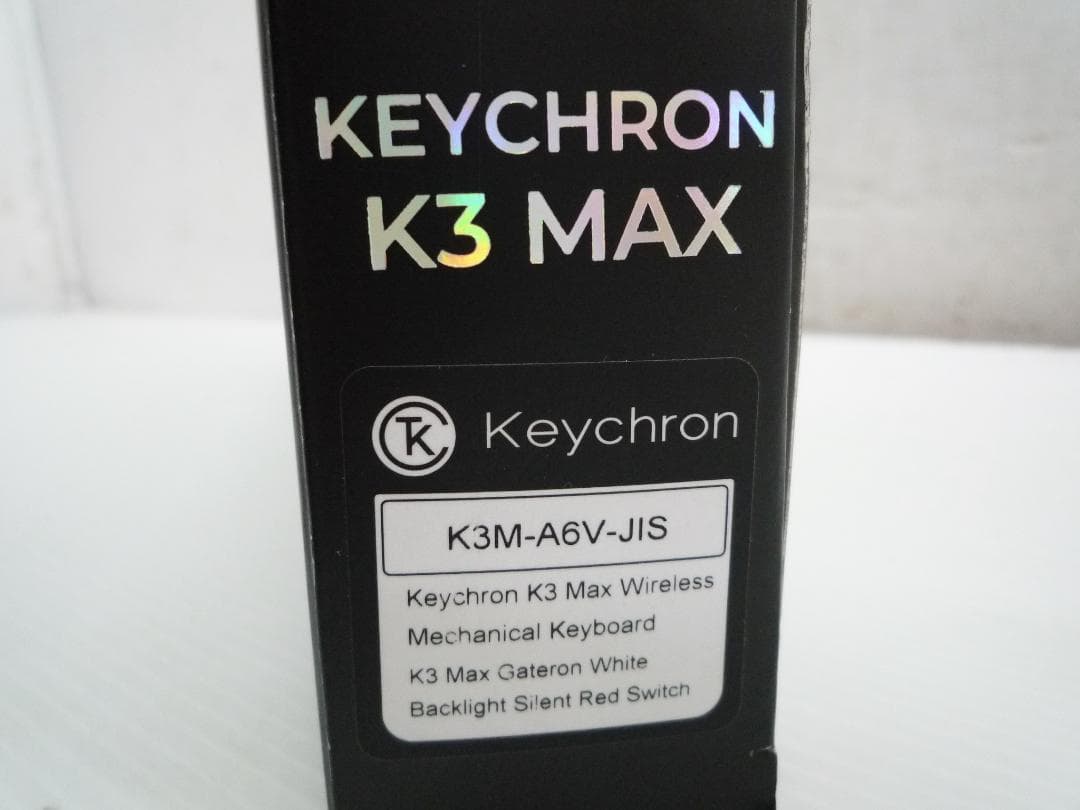 KEYCHRON
K3 MAX
Keychron
K3M-A6V-JIS
Keychron K3 Max Wireless
Mechanical Keyboard
K3 Max Gateron White
Backlight Silent Red Switch